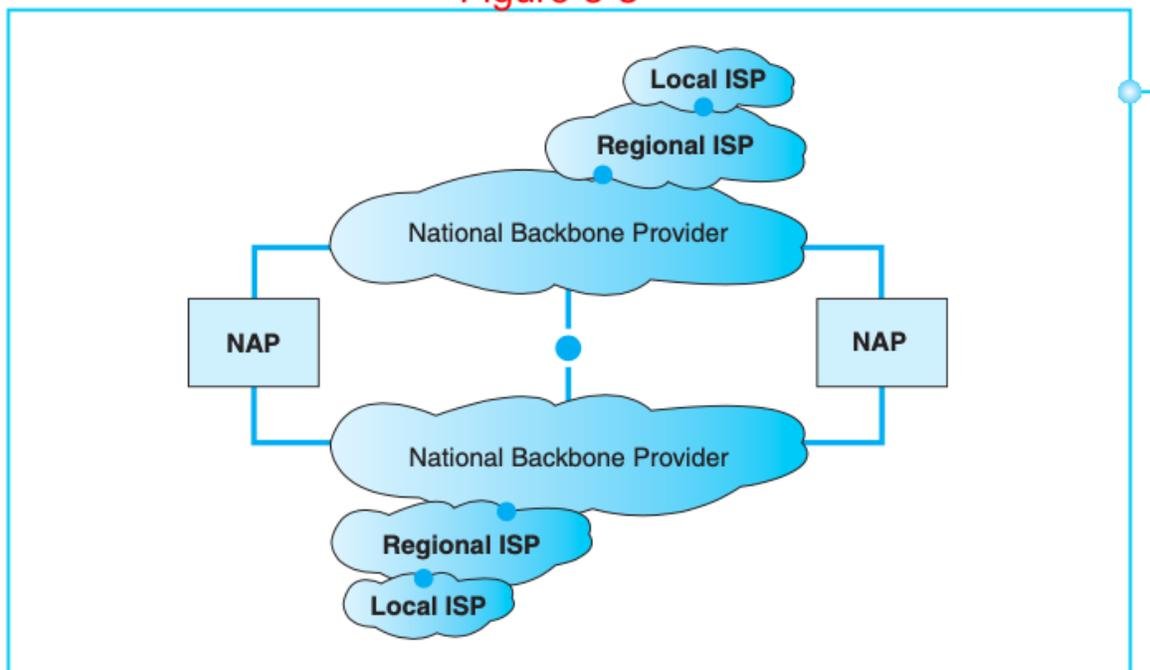 Local ISP
Regional ISP
National Backbone Provider
NAP
NAP
National Backbone Provider
Regional ISP
Local ISP